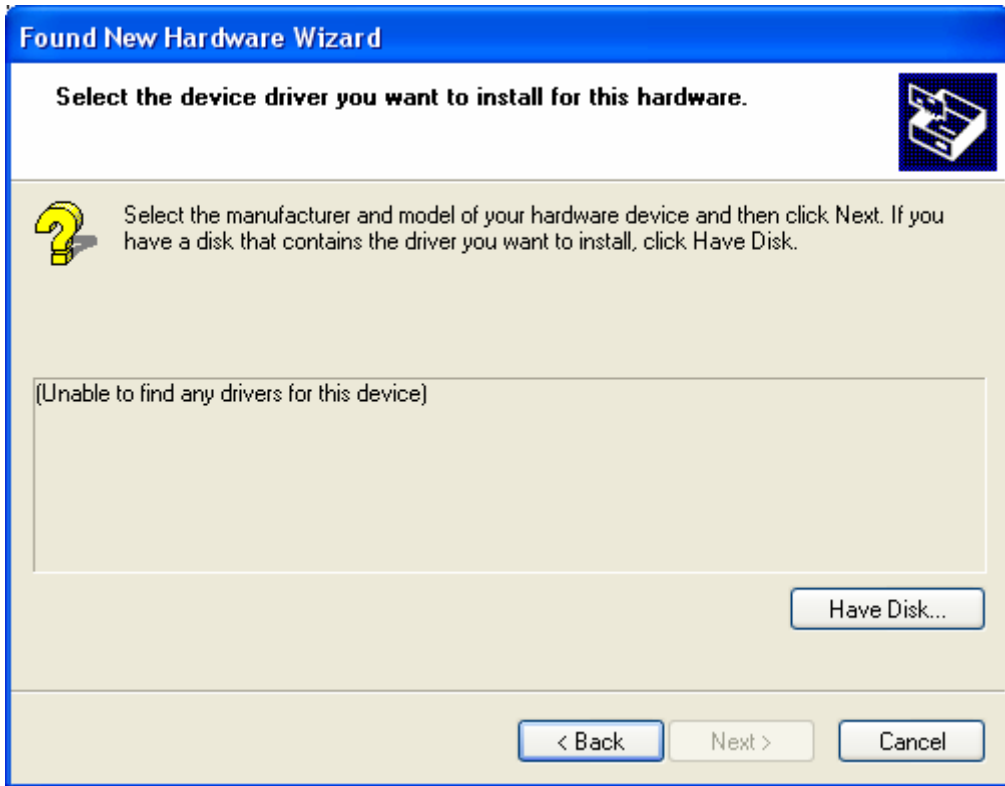 Found New Hardware Wizard
Select the device driver you want to install for this hardware.
Select the manufacturer and model of your hardware device and then click Next. If you
have a disk that contains the driver you want to install, click Have Disk.
(Unable to find any drivers for this device)
Have Disk...
< Back
Next >
Cancel